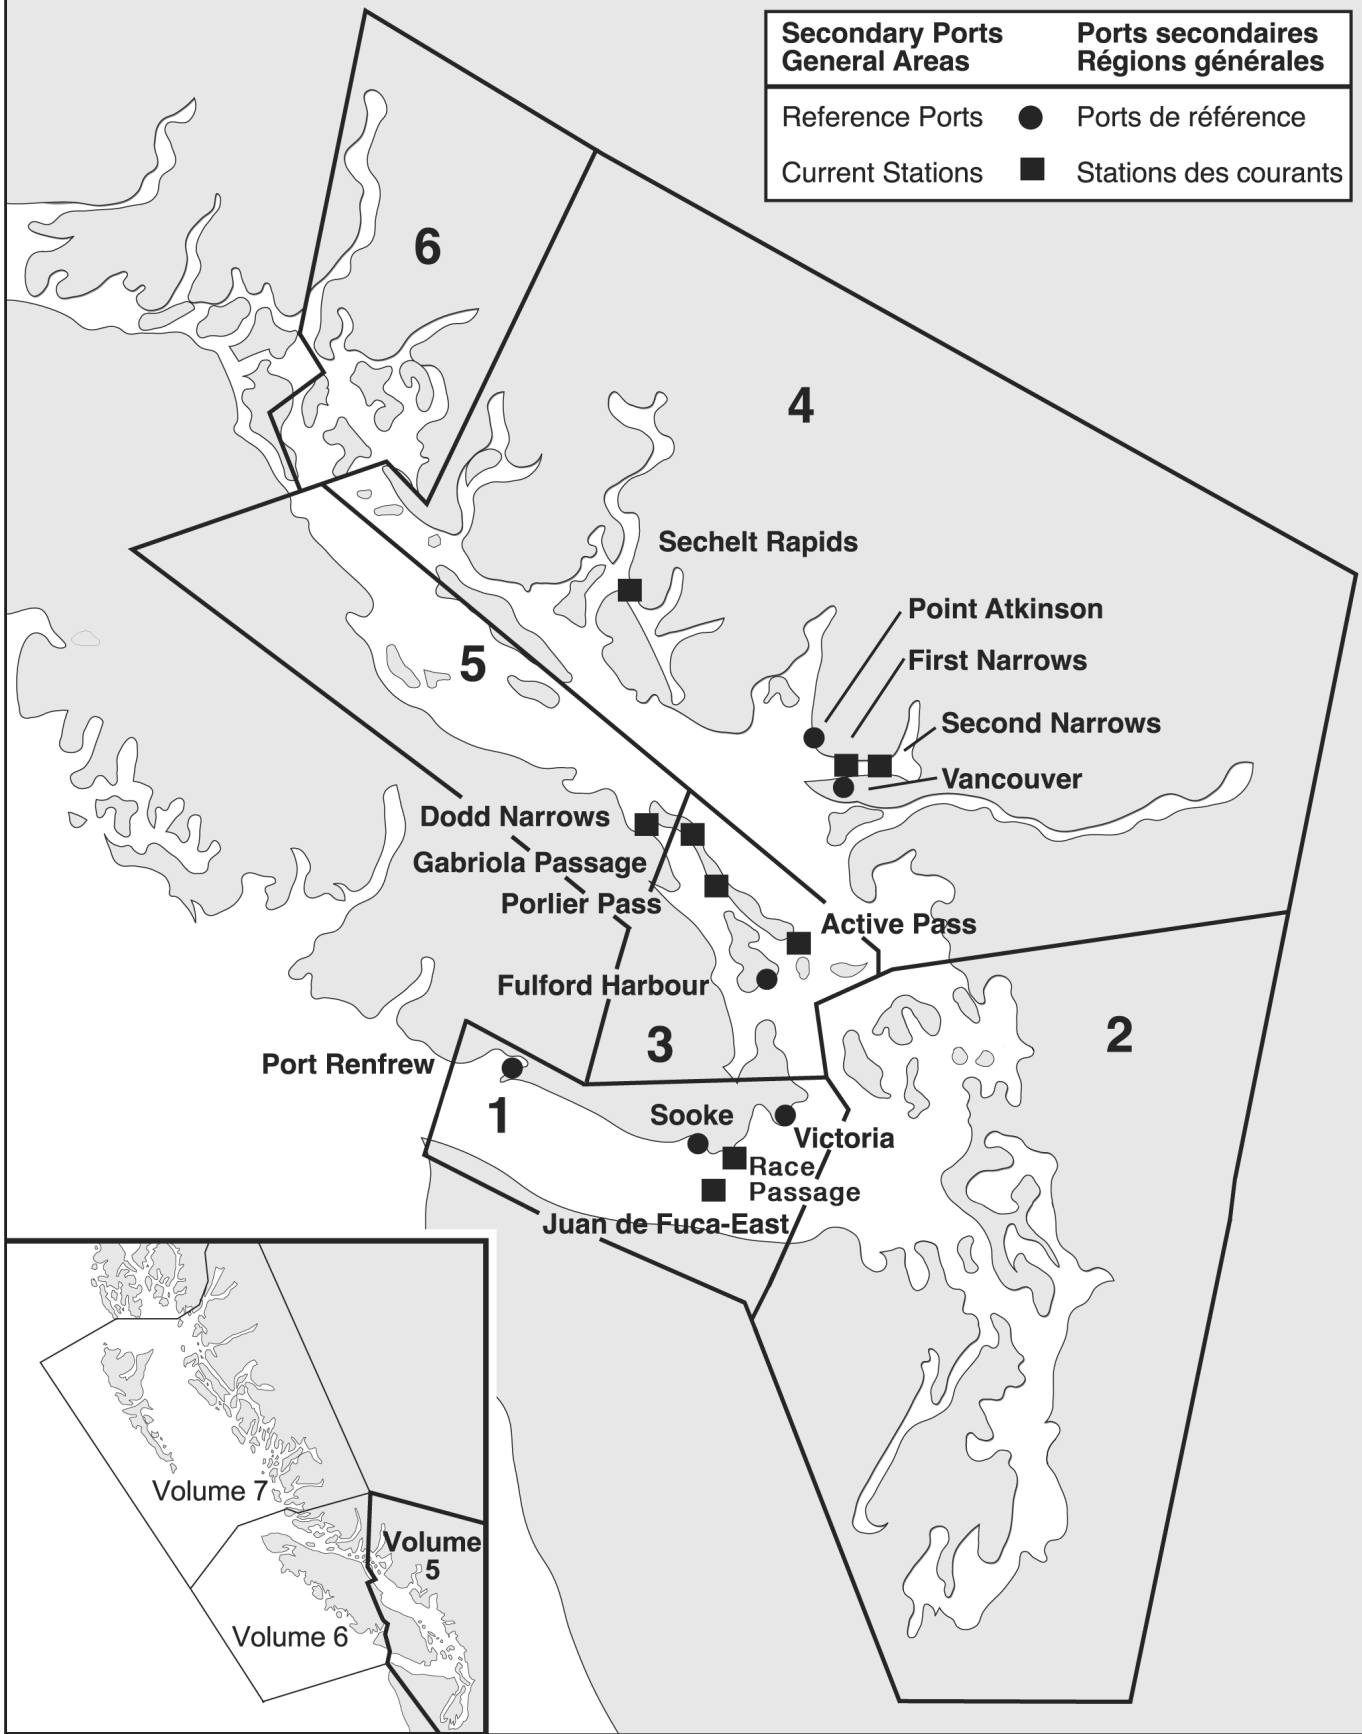 Secondary Ports Ports secondaires
General Areas Régions générales
Reference Ports Ports de référence
Current Stations Stations des courants
6
4
Sechelt Rapids
Point Atkinson
First Narrows
5
Second Narrows
Vancouver
Dodd Narrows
Gabriola Passage
Porlier Pass
Active Pass
Fulford Harbour
3
2
Port Renfrew
1
Sooke
Victoria
Race
Passage
Juan de Fuca-East
Volume 7
Volume
5
Volume 6